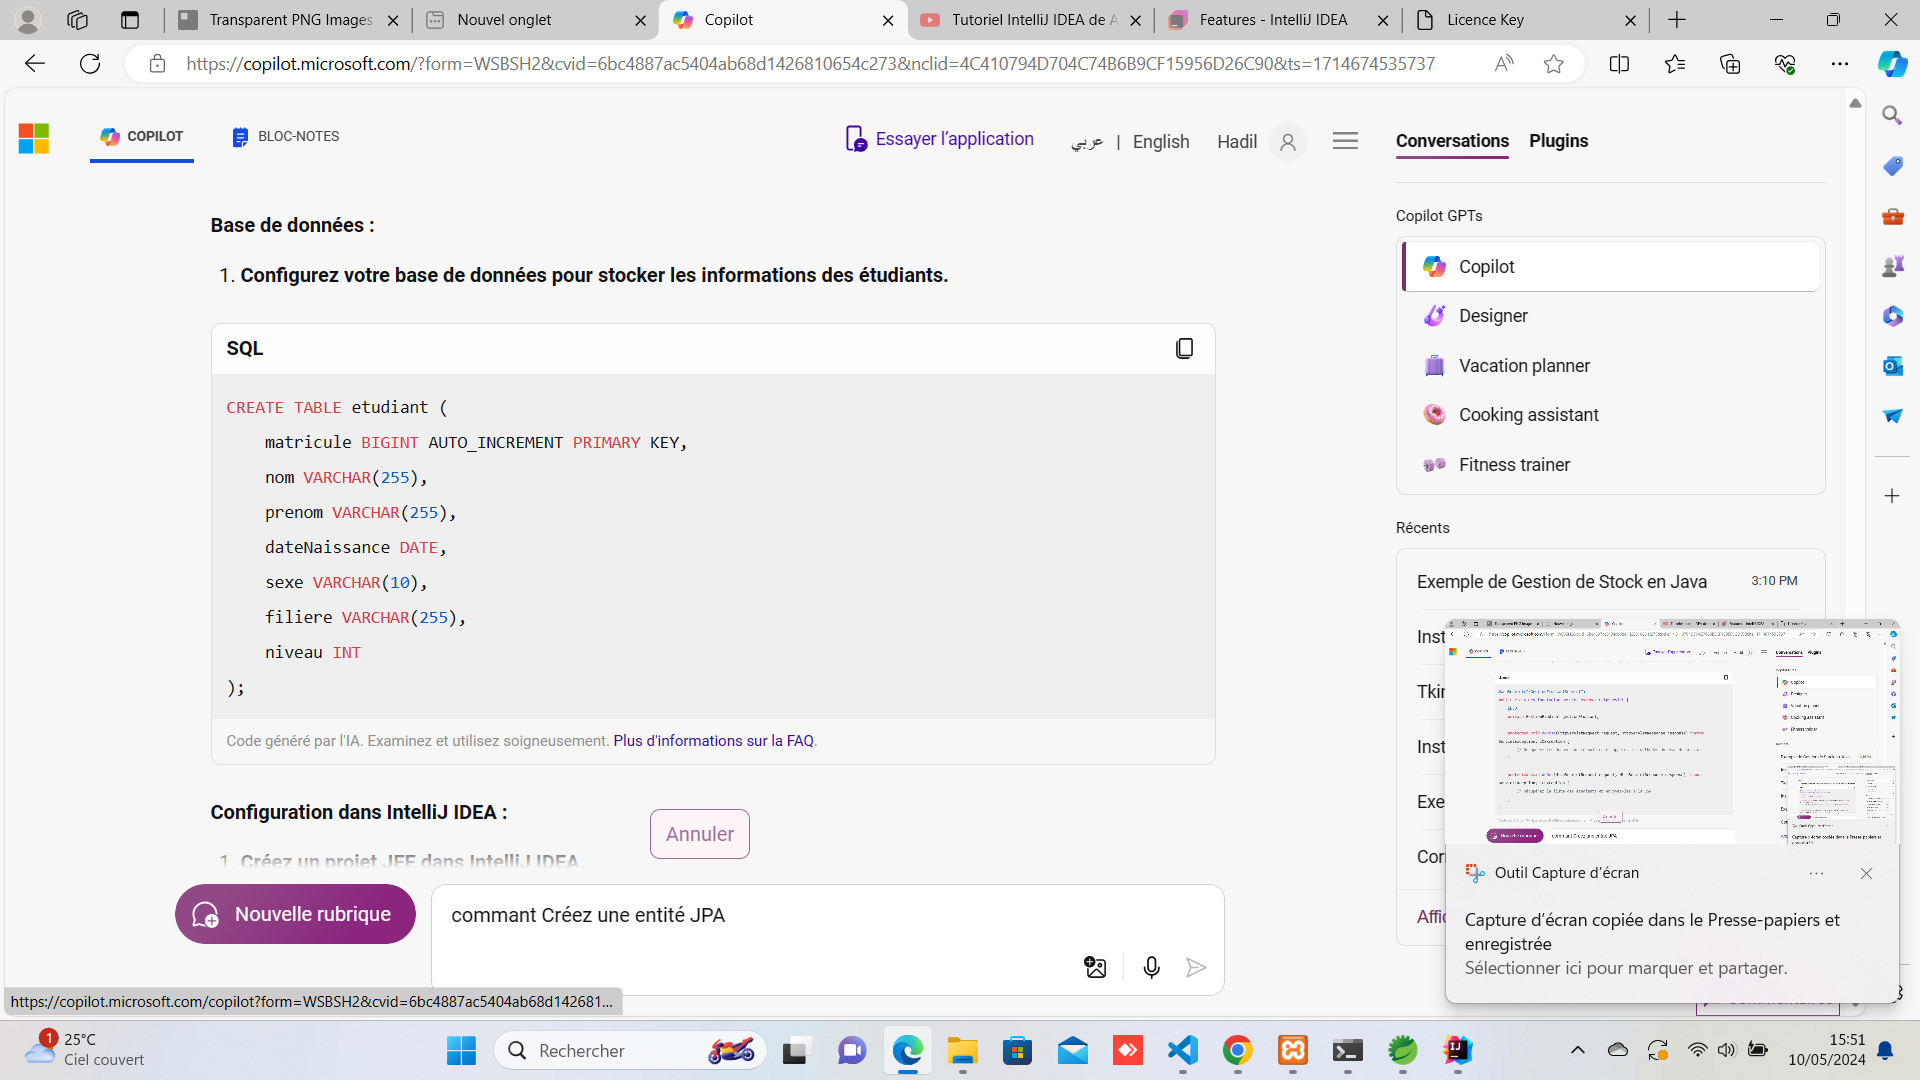 Transparent PNG Images
Nouvel onglet
Copilot
Tutoriel IntelliJ IDEA de A
Features - IntelliJ IDEA
Licence Key
https://copilot.microsoft.com/?form=WSBSH2&cvid=6bc4887ac5404ab68d1426810654c273&nclid=4C410794D704C74B6B9CF15956D26C90&ts=1714674535737
COPILOT
BLOC-NOTES
Essayer l’application
عربي | English
Hadil
Conversations
Plugins
Base de données :
1. Configurez votre base de données pour stocker les informations des étudiants.
SQL
CREATE TABLE etudiant (
matricule BIGINT AUTO_INCREMENT PRIMARY KEY,
nom VARCHAR(255),
prenom VARCHAR(255),
dateNaissance DATE,
sexe VARCHAR(10),
filiere VARCHAR(255),
niveau INT
);
Code généré par l'IA. Examinez et utilisez soigneusement. Plus d'informations sur la FAQ.
Configuration dans IntelliJ IDEA :
1. Créez un projet JEE dans IntelliJ IDEA.
Annuler
Nouvelle rubrique
commant Créez une entité JPA
https://copilot.microsoft.com/copilot?form=WSBSH2&cvid=6bc4887ac5404ab68d142681...
Copilot GPTs
Copilot
Designer
Vacation planner
Cooking assistant
Fitness trainer
Récents
Exemple de Gestion de Stock en Java
3:10 PM
Inst
Tkin
Inst
Exe
Cor
Affic
Outil Capture d’écran
Capture d’écran copiée dans le Presse-papiers et
enregistrée
Sélectionner ici pour marquer et partager.
1
25°C
Ciel couvert
Rechercher
15:51
10/05/2024